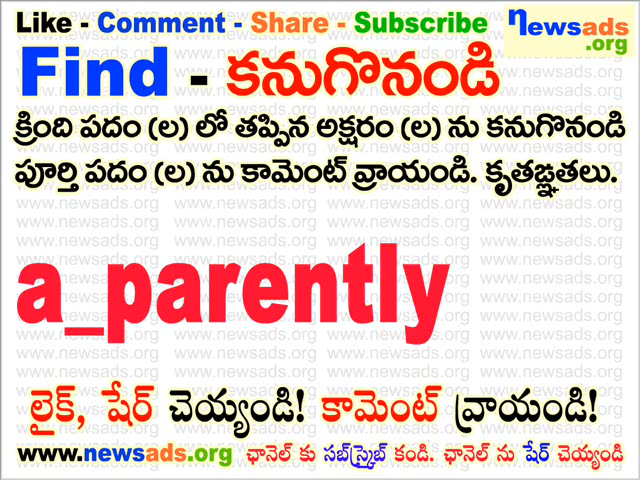 Like - Comment - Share - Subscribe
newsads
.org
Find - కనుగొనండి
క్రింది పదం (ల) లో తప్పిన అక్షరం (ల) ను కనుగొనండి
పూర్తి పదం (ల) ను కామెంట్ వ్రాయండి. కృతజ్ఞతలు.
a_parently
లైక్, షేర్ చెయ్యండి! కామెంట్ వ్రాయండి!
www.newsads.org ఛానెల్ కు సబ్‌స్క్రైబ్ కండి. ఛానెల్ ను షేర్ చెయ్యండి